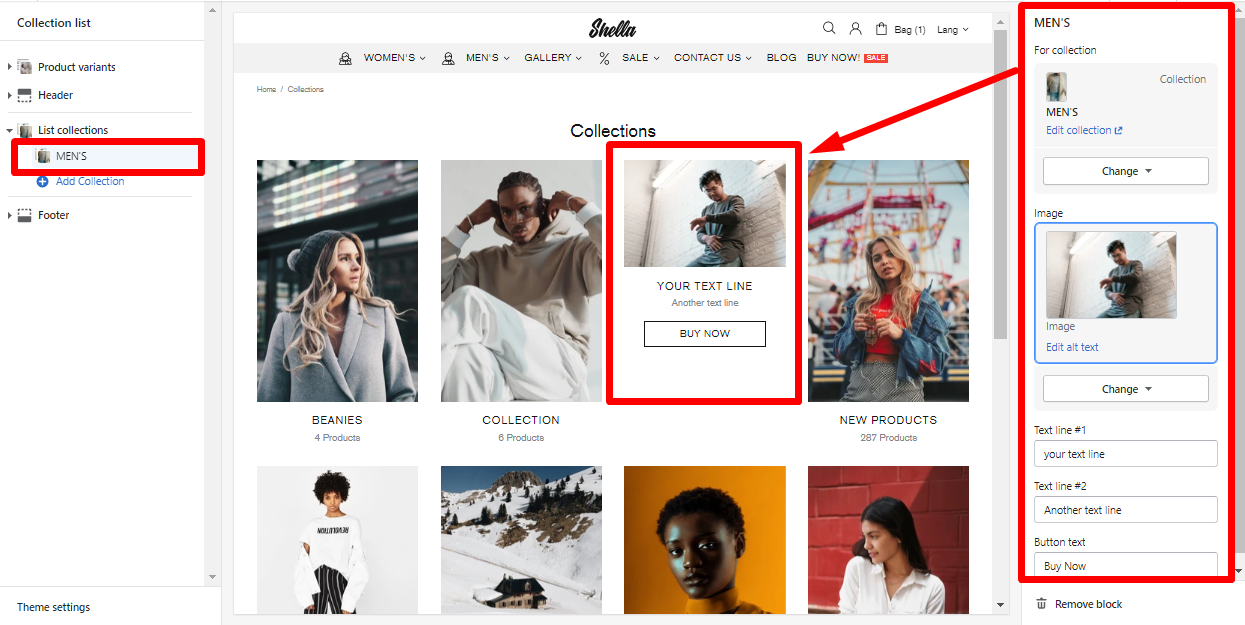 Collection list
Product variants
Header
List collections
MEN'S
Add Collection
Footer
Theme settings
Shella
Bag (1) Lang
WOMEN'S MEN'S GALLERY % SALE CONTACT US BLOG BUY NOW! SALE
Home / Collections
Collections
YOUR TEXT LINE
Another text line
BUY NOW
BEANIES
4 Products
COLLECTION
6 Products
NEW PRODUCTS
287 Products
REVOLUTION
MEN'S
For collection
Collection
MEN'S
Edit collection
Change
Image
Image
Edit alt text
Change
Text line #1
your text line
Text line #2
Another text line
Button text
Buy Now
Remove block